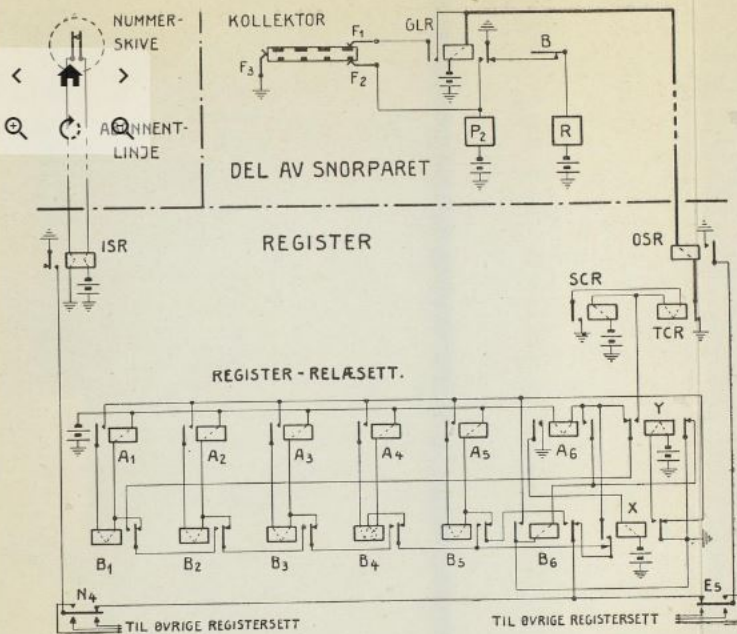 NUMMER-
SKIVE
KOLLEKTOR
F1
GLR
B
F3
F2
ABONNENT-
LINJE
P2
R
DEL AV SNORPARET
ISR
REGISTER
OSR
SCR
TCR
REGISTER-RELÆSETT.
Y
A1
A2
A3
A4
A5
A6
X
B1
B2
B3
B4
B5
B6
N4
E5
TIL ØVRIGE REGISTERSETT
TIL ØVRIGE REGISTERSETT